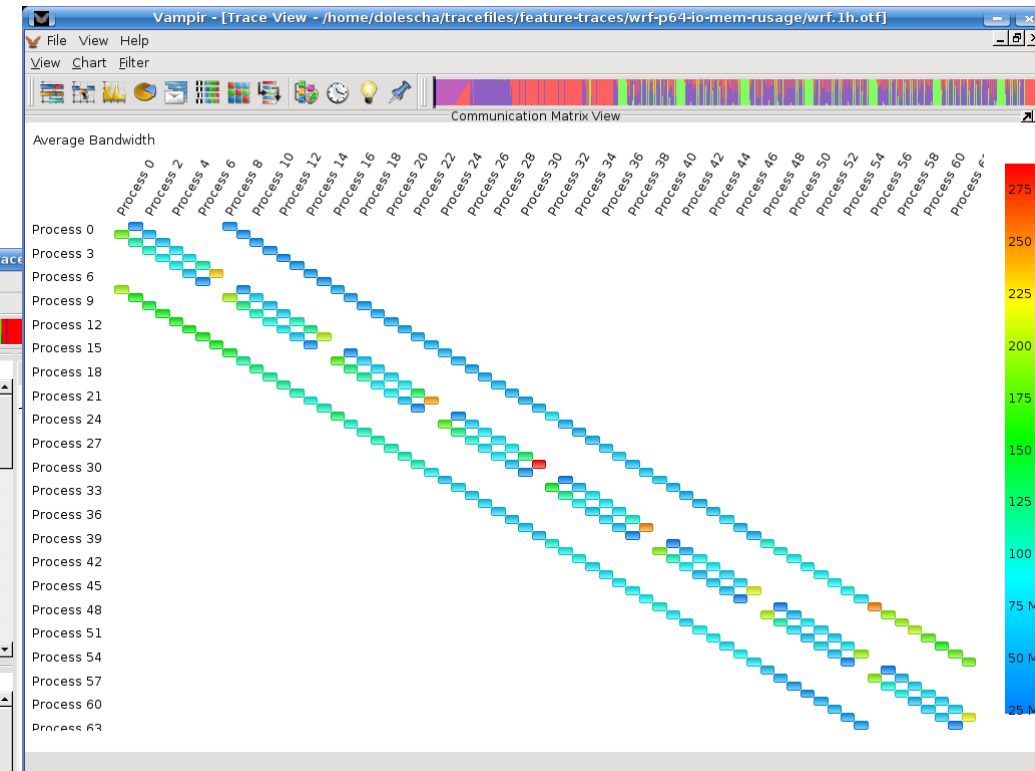 Vampir - [Trace View - /home/dolescha/tracefiles/feature-traces/wrf-p64-io-mem-rusage/wrf.1h.otf]
File View Help
View Chart Filter
Communication Matrix View
Average Bandwidth
Process 0
Process 2
Process 4
Process 6
Process 8
Process 10
Process 12
Process 14
Process 16
Process 18
Process 20
Process 22
Process 24
Process 26
Process 28
Process 30
Process 32
Process 34
Process 36
Process 38
Process 40
Process 42
Process 44
Process 46
Process 48
Process 50
Process 52
Process 54
Process 56
Process 58
Process 60
Process
Process 0
Process 3
Process 6
Process 9
Process 12
Process 15
Process 18
Process 21
Process 24
Process 27
Process 30
Process 33
Process 36
Process 39
Process 42
Process 45
Process 48
Process 51
Process 54
Process 57
Process 60
Process 63
275
250
225
200
175
150
125
100
75 M
50 M
25 M